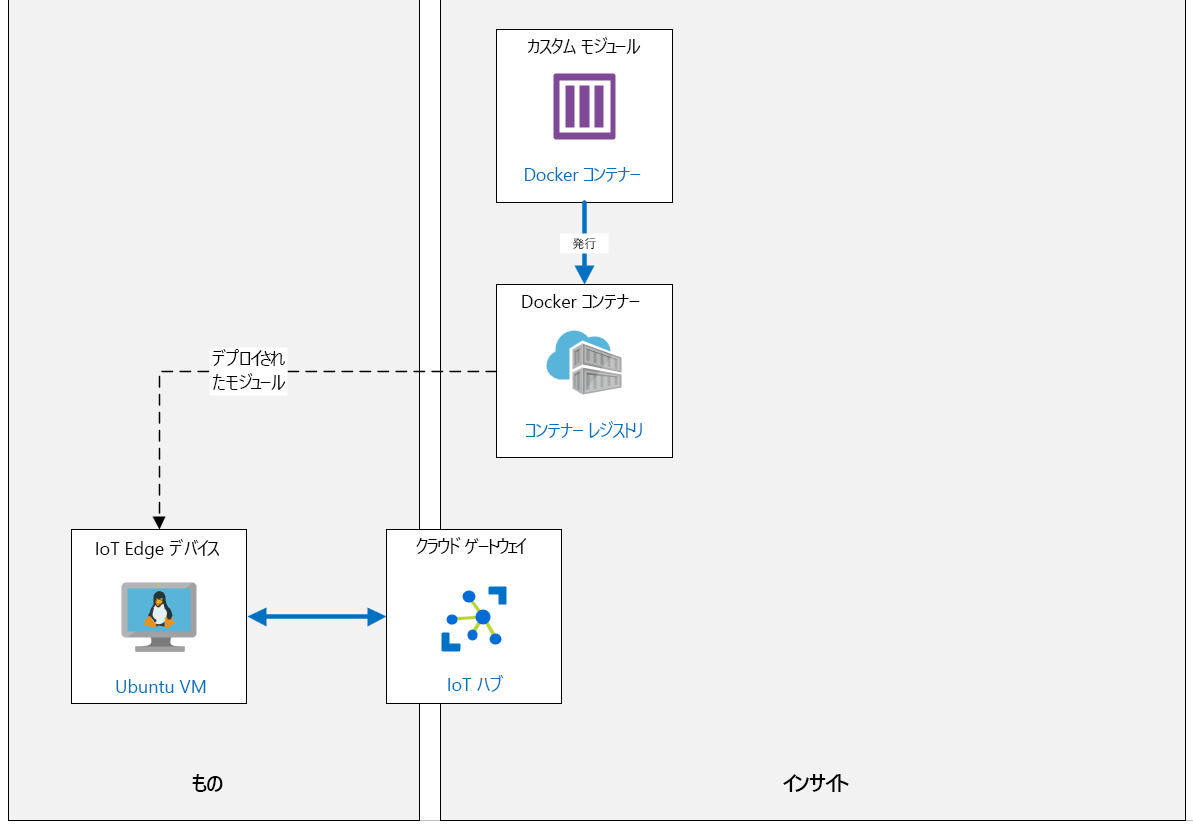 カスタム モジュール
Docker コンテナー
発行
Docker コンテナー
コンテナー レジストリ
デプロイされ
たモジュール
IoT Edge デバイス
Ubuntu VM
クラウド ゲートウェイ
IoT ハブ
もの
インサイト